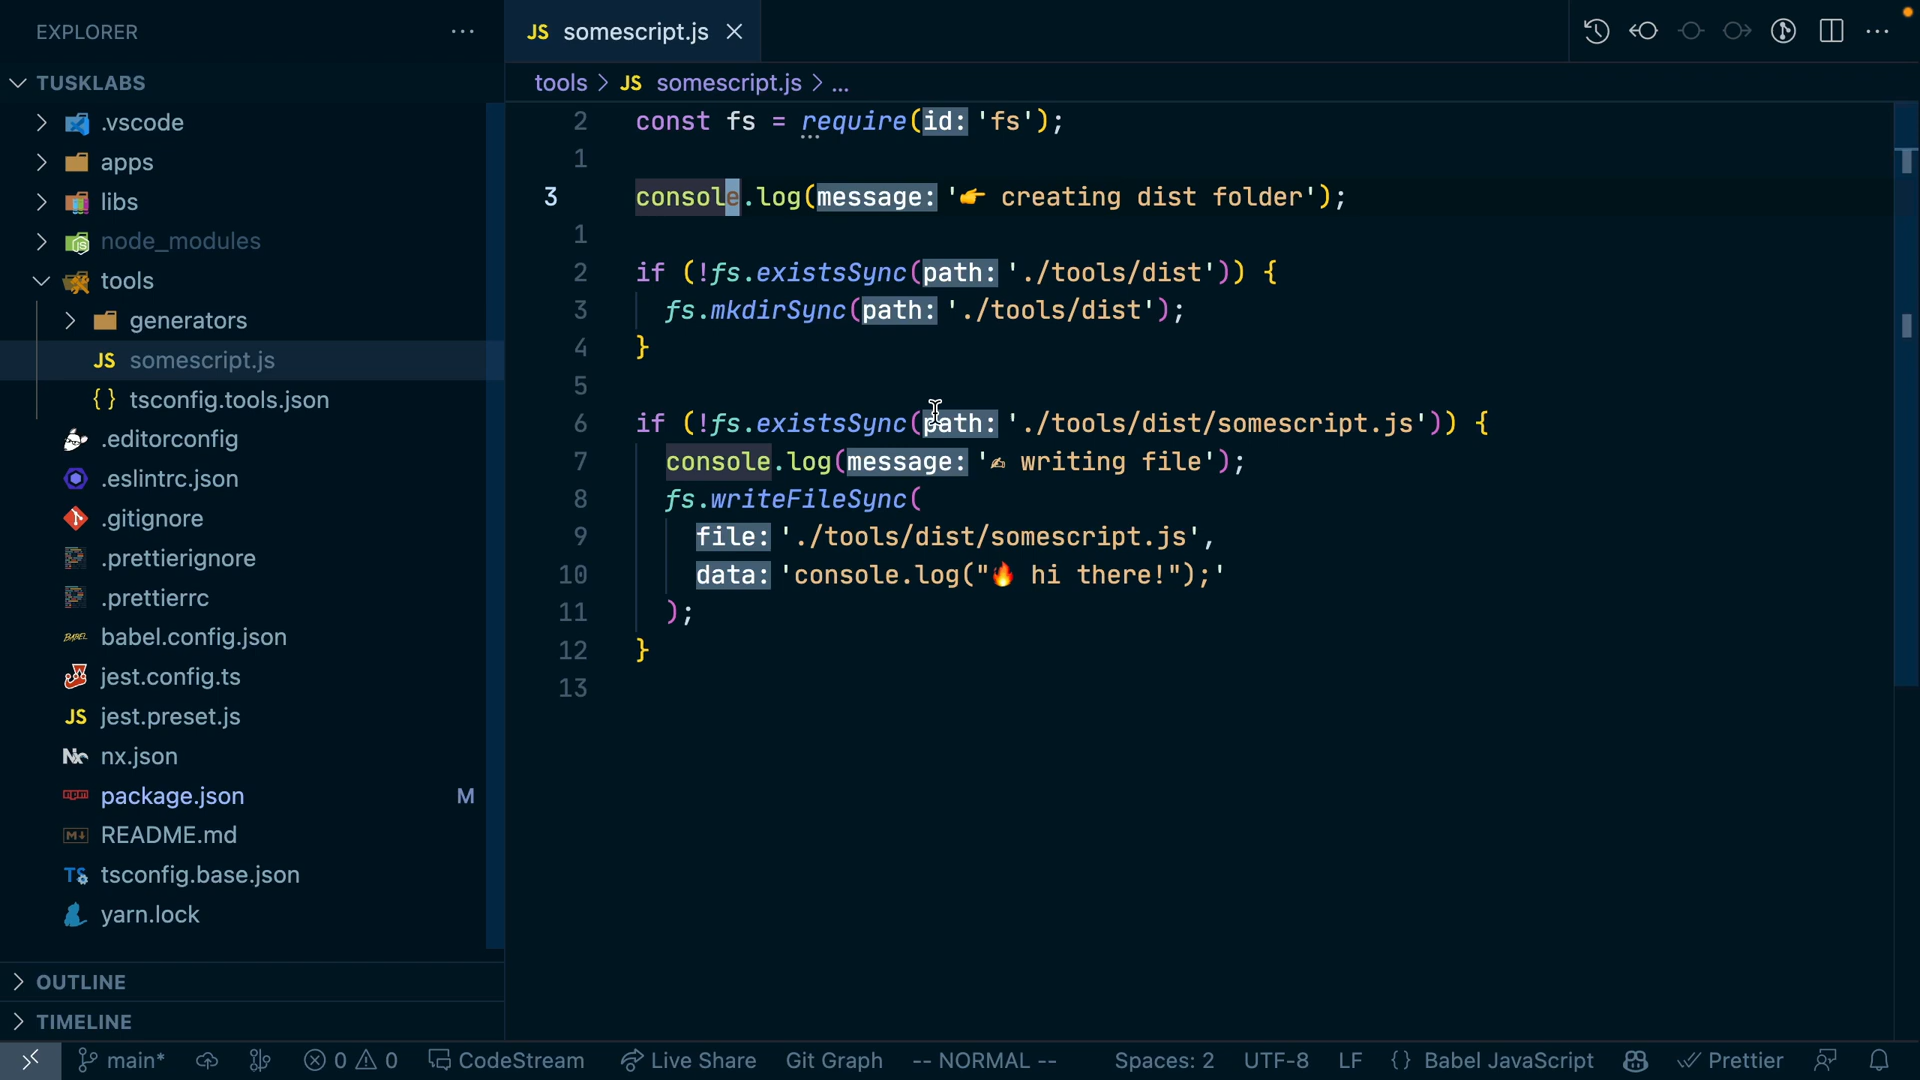 EXPLORER
TUSKLABS
.vscode
apps
libs
node_modules
tools
generators
JS somescript.js
{ } tsconfig.tools.json
.editorconfig
.eslintrc.json
.gitignore
.prettierignore
.prettierrc
BABEL babel.config.json
jest.config.ts
JS jest.preset.js
nx.json
npm package.json M
README.md
TS tsconfig.base.json
yarn.lock
OUTLINE
TIMELINE
JS somescript.js
tools > JS somescript.js > ...
2 const fs = require(id: 'fs');
1
3 console.log(message: '👉 creating dist folder');
1
2 if (!fs.existsSync(path: './tools/dist')) {
3 fs.mkdirSync(path: './tools/dist');
4 }
5
6 if (!fs.existsSync(path: './tools/dist/somescript.js')) {
7 console.log(message: '✍ writing file');
8 fs.writeFileSync(
9 file: './tools/dist/somescript.js',
10 data: 'console.log("🔥 hi there!");'
11 );
12 }
13
main* 0 0 CodeStream Live Share Git Graph -- NORMAL -- Spaces: 2 UTF-8 LF { } Babel JavaScript Prettier